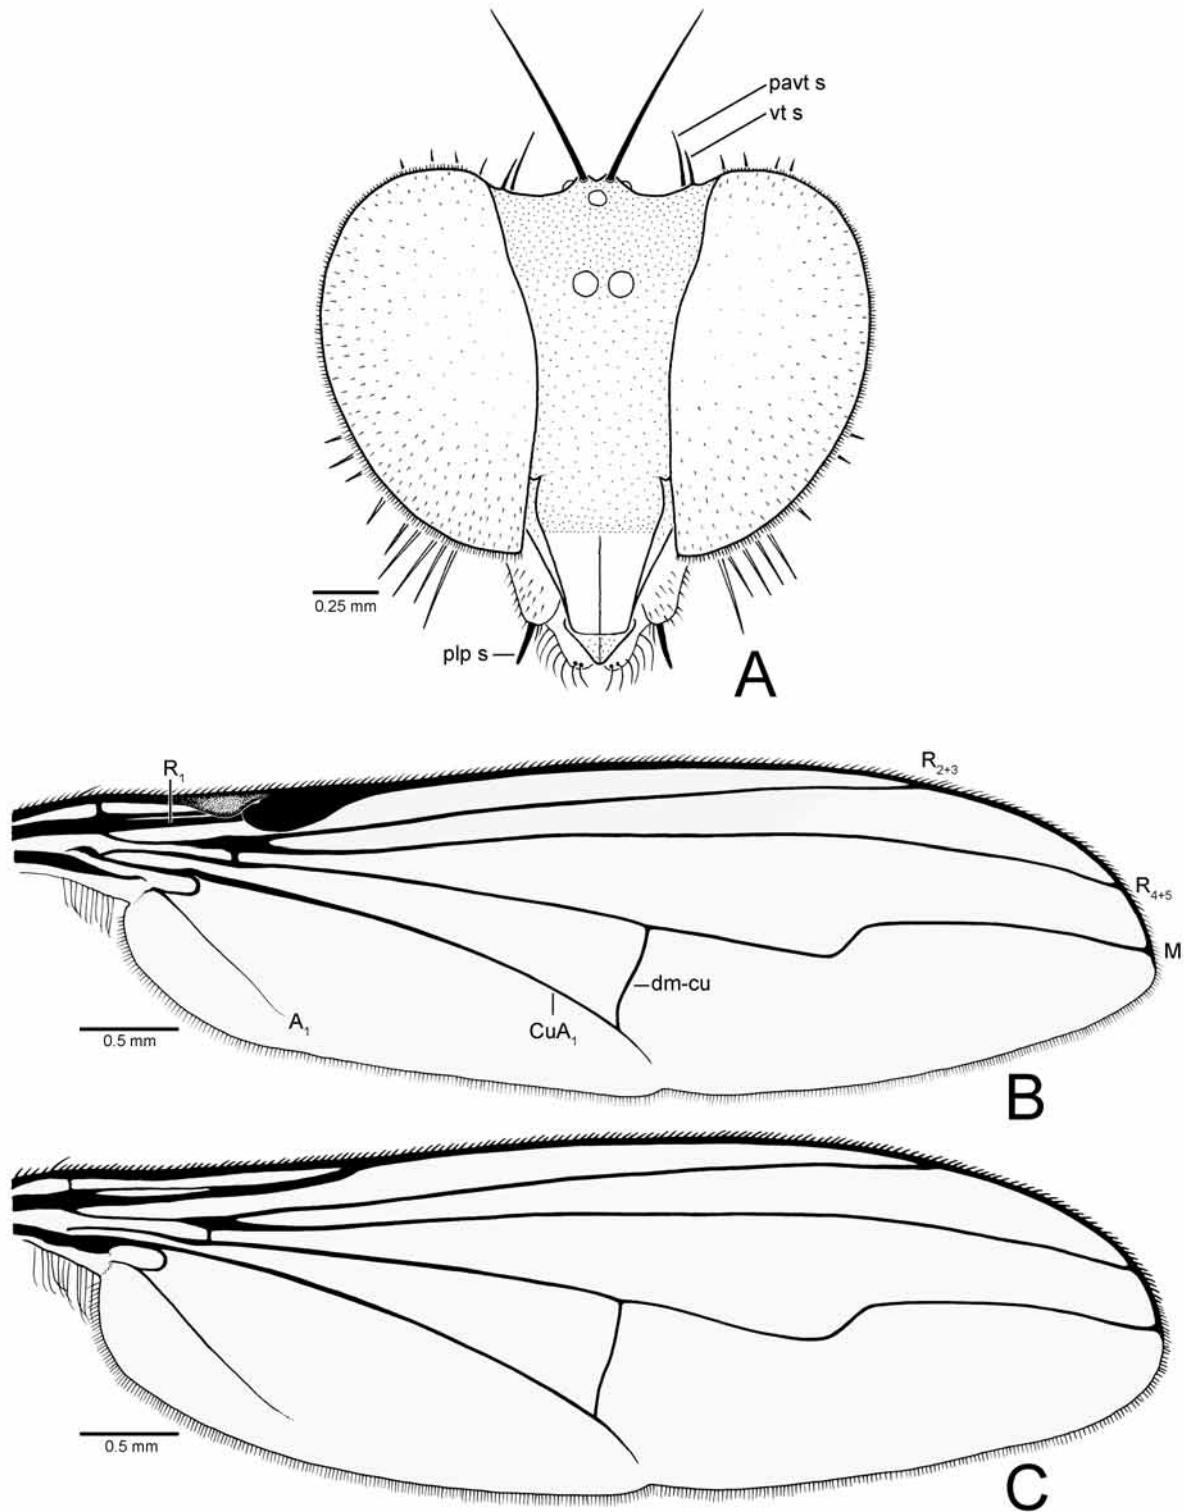 pavt s
vt s
0.25 mm
plp s
A
R₁
R₂₊₃
R₄₊₅
M
dm-cu
CuA₁
A₁
0.5 mm
B
0.5 mm
C